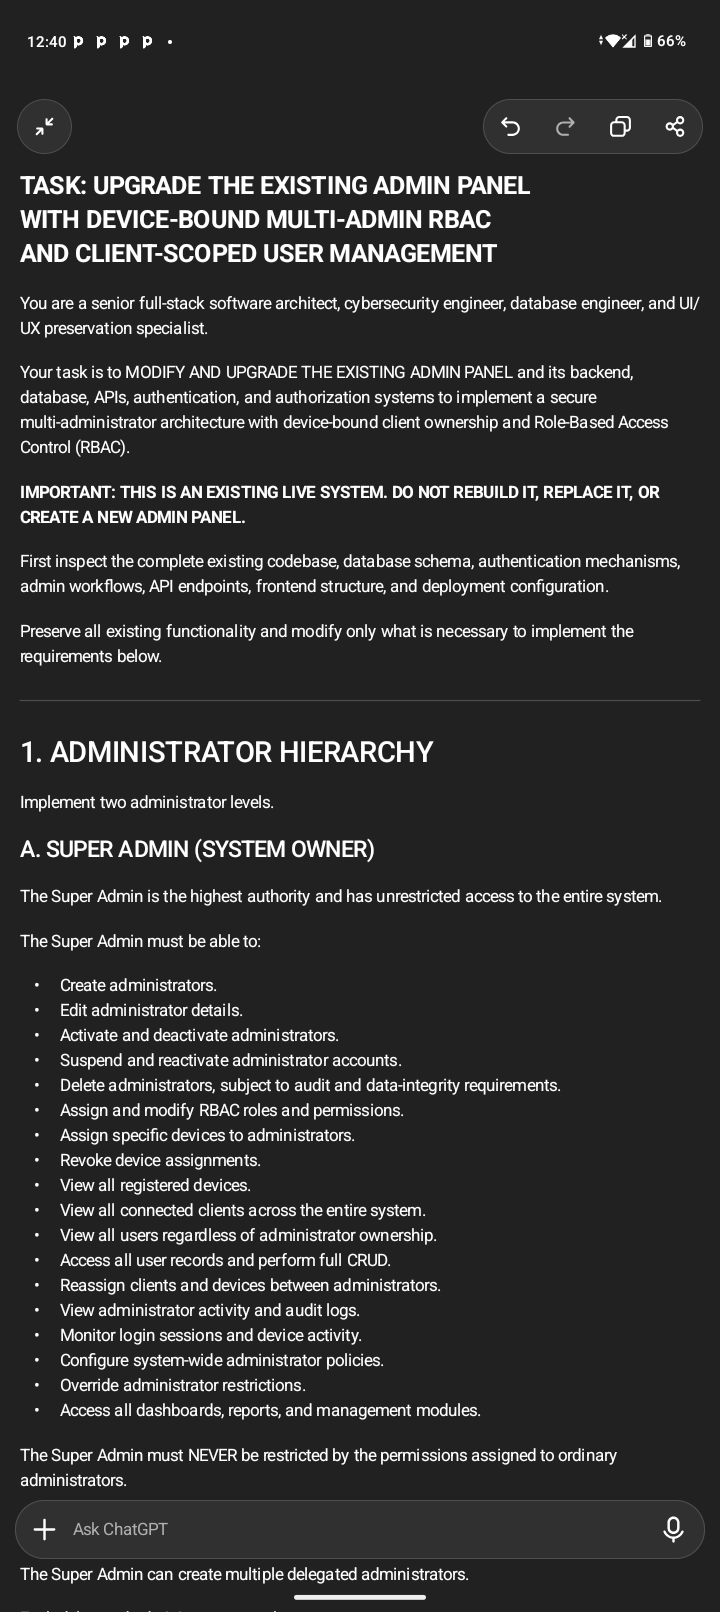 12:40
66%
TASK: UPGRADE THE EXISTING ADMIN PANEL
WITH DEVICE-BOUND MULTI-ADMIN RBAC
AND CLIENT-SCOPED USER MANAGEMENT
You are a senior full-stack software architect, cybersecurity engineer, database engineer, and UI/
UX preservation specialist.
Your task is to MODIFY AND UPGRADE THE EXISTING ADMIN PANEL and its backend,
database, APIs, authentication, and authorization systems to implement a secure
multi-administrator architecture with device-bound client ownership and Role-Based Access
Control (RBAC).
IMPORTANT: THIS IS AN EXISTING LIVE SYSTEM. DO NOT REBUILD IT, REPLACE IT, OR
CREATE A NEW ADMIN PANEL.
First inspect the complete existing codebase, database schema, authentication mechanisms,
admin workflows, API endpoints, frontend structure, and deployment configuration.
Preserve all existing functionality and modify only what is necessary to implement the
requirements below.
1. ADMINISTRATOR HIERARCHY
Implement two administrator levels.
A. SUPER ADMIN (SYSTEM OWNER)
The Super Admin is the highest authority and has unrestricted access to the entire system.
The Super Admin must be able to:
• Create administrators.
• Edit administrator details.
• Activate and deactivate administrators.
• Suspend and reactivate administrator accounts.
• Delete administrators, subject to audit and data-integrity requirements.
• Assign and modify RBAC roles and permissions.
• Assign specific devices to administrators.
• Revoke device assignments.
• View all registered devices.
• View all connected clients across the entire system.
• View all users regardless of administrator ownership.
• Access all user records and perform full CRUD.
• Reassign clients and devices between administrators.
• View administrator activity and audit logs.
• Monitor login sessions and device activity.
• Configure system-wide administrator policies.
• Override administrator restrictions.
• Access all dashboards, reports, and management modules.
The Super Admin must NEVER be restricted by the permissions assigned to ordinary
administrators.
Ask ChatGPT
The Super Admin can create multiple delegated administrators.